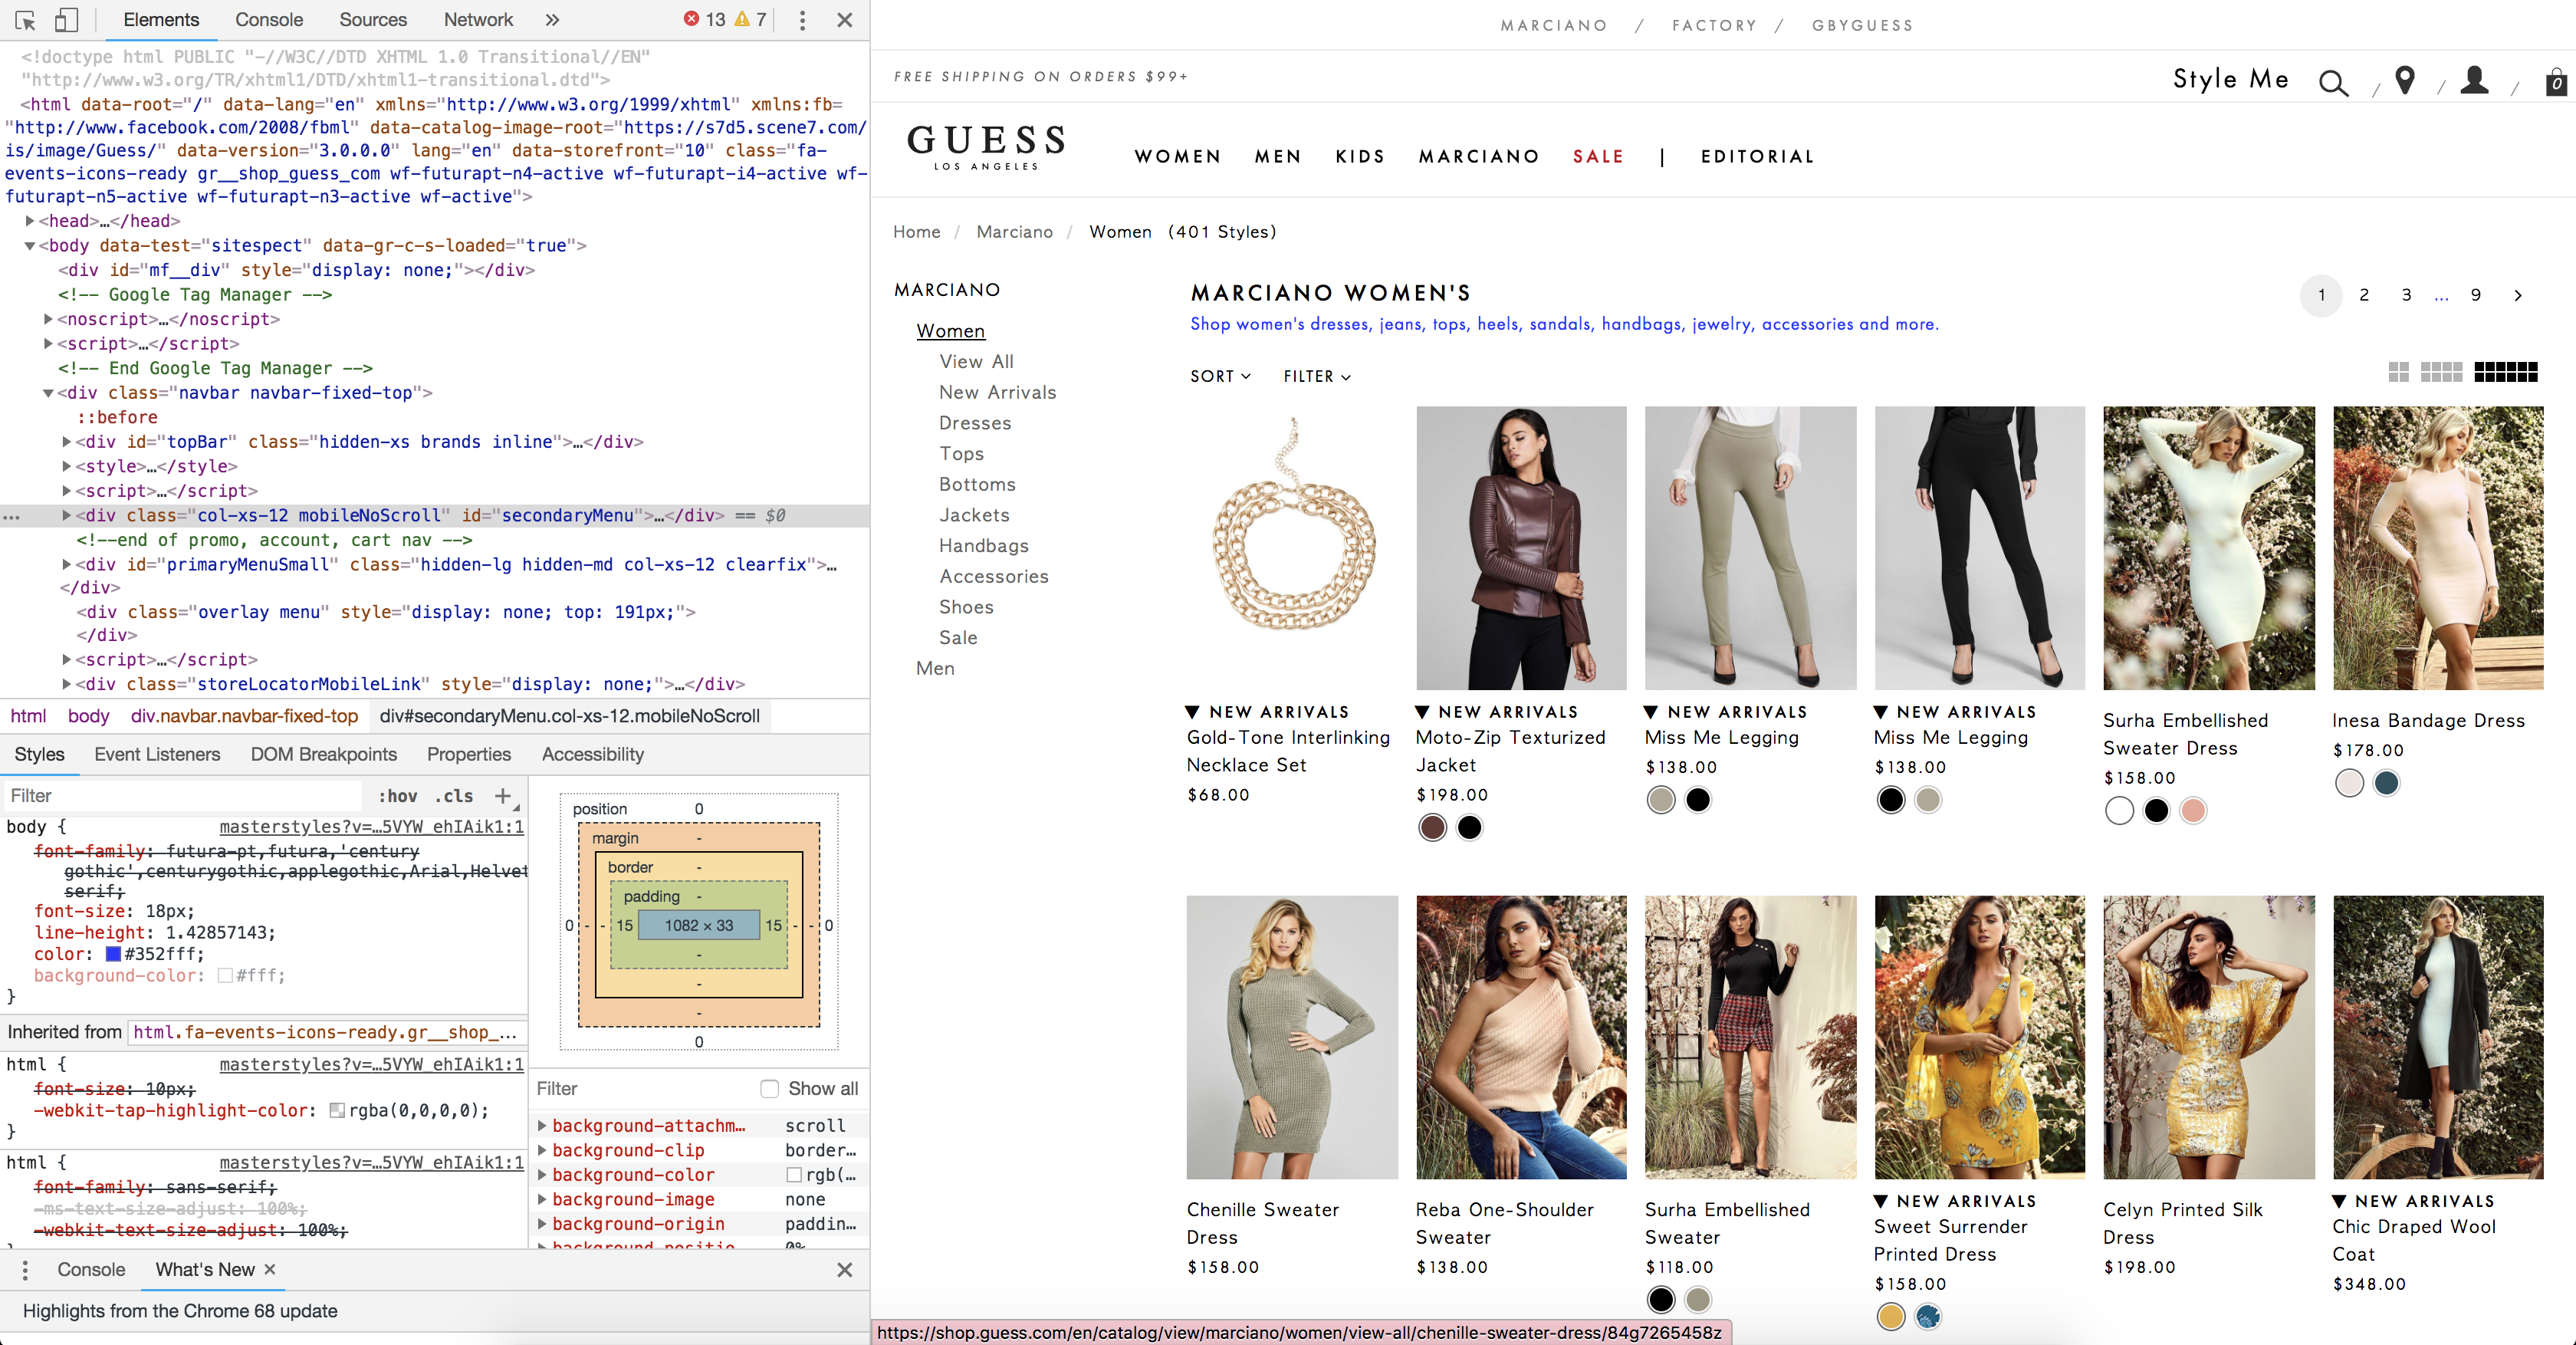 Elements Console Sources Network » 13 7
<!doctype html PUBLIC "-//W3C//DTD XHTML 1.0 Transitional//EN"
"http://www.w3.org/TR/xhtml1/DTD/xhtml1-transitional.dtd">
<html data-root="/" data-lang="en" xmlns="http://www.w3.org/1999/xhtml" xmlns:fb=
"http://www.facebook.com/2008/fbml" data-catalog-image-root="https://s7d5.scene7.com/
is/image/Guess/" data-version="3.0.0.0" lang="en" data-storefront="10" class="fa-
events-icons-ready gr__shop_guess_com wf-futurapt-n4-active wf-futurapt-i4-active wf-
futurapt-n5-active wf-futurapt-n3-active wf-active">
<head>…</head>
<body data-test="sitespect" data-gr-c-s-loaded="true">
<div id="mf__div" style="display: none;"></div>
<!-- Google Tag Manager -->
<noscript>…</noscript>
<script>…</script>
<!-- End Google Tag Manager -->
<div class="navbar navbar-fixed-top">
::before
<div id="topBar" class="hidden-xs brands inline">…</div>
<style>…</style>
<script>…</script>
… <div class="col-xs-12 mobileNoScroll" id="secondaryMenu">…</div> == $0
<!--end of promo, account, cart nav -->
<div id="primaryMenuSmall" class="hidden-lg hidden-md col-xs-12 clearfix">…
</div>
<div class="overlay menu" style="display: none; top: 191px;">
</div>
<script>…</script>
<div class="storeLocatorMobileLink" style="display: none;">…</div>
html body div.navbar.navbar-fixed-top div#secondaryMenu.col-xs-12.mobileNoScroll
Styles Event Listeners DOM Breakpoints Properties Accessibility
Filter :hov .cls +
body { masterstyles?v=…5VYW_ehIAik1:1
font-family: futura-pt,futura,'century
gothic',centurygothic,applegothic,Arial,Helvet
serif;
font-size: 18px;
line-height: 1.42857143;
color: #352fff;
background-color: #fff;
}
Inherited from html.fa-events-icons-ready.gr__shop_…
html { masterstyles?v=…5VYW_ehIAik1:1
font-size: 10px;
-webkit-tap-highlight-color: rgba(0,0,0,0);
}
html { masterstyles?v=…5VYW_ehIAik1:1
font-family: sans-serif;
-ms-text-size-adjust: 100%;
-webkit-text-size-adjust: 100%;
position 0
margin -
border -
padding -
0 - - 15 1082 × 33 15 - - 0
-
-
-
0
Filter Show all
background-attachm… scroll
background-clip border…
background-color rgb(…
background-image none
background-origin paddin…
background-positio 0%
Console What's New ×
Highlights from the Chrome 68 update
MARCIANO / FACTORY / GBYGUESS
FREE SHIPPING ON ORDERS $99+
Style Me / / / 0
GUESS
LOS ANGELES
WOMEN MEN KIDS MARCIANO SALE | EDITORIAL
Home / Marciano / Women (401 Styles)
MARCIANO
Women
View All
New Arrivals
Dresses
Tops
Bottoms
Jackets
Handbags
Accessories
Shoes
Sale
Men
MARCIANO WOMEN'S
1 2 3 ... 9 >
Shop women's dresses, jeans, tops, heels, sandals, handbags, jewelry, accessories and more.
SORT FILTER
NEW ARRIVALS
Gold-Tone Interlinking
Necklace Set
$68.00
NEW ARRIVALS
Moto-Zip Texturized
Jacket
$198.00
NEW ARRIVALS
Miss Me Legging
$138.00
NEW ARRIVALS
Miss Me Legging
$138.00
Surha Embellished
Sweater Dress
$158.00
Inesa Bandage Dress
$178.00
Chenille Sweater
Dress
$158.00
Reba One-Shoulder
Sweater
$138.00
Surha Embellished
Sweater
$118.00
NEW ARRIVALS
Sweet Surrender
Printed Dress
$158.00
Celyn Printed Silk
Dress
$198.00
NEW ARRIVALS
Chic Draped Wool
Coat
$348.00
https://shop.guess.com/en/catalog/view/marciano/women/view-all/chenille-sweater-dress/84g7265458z